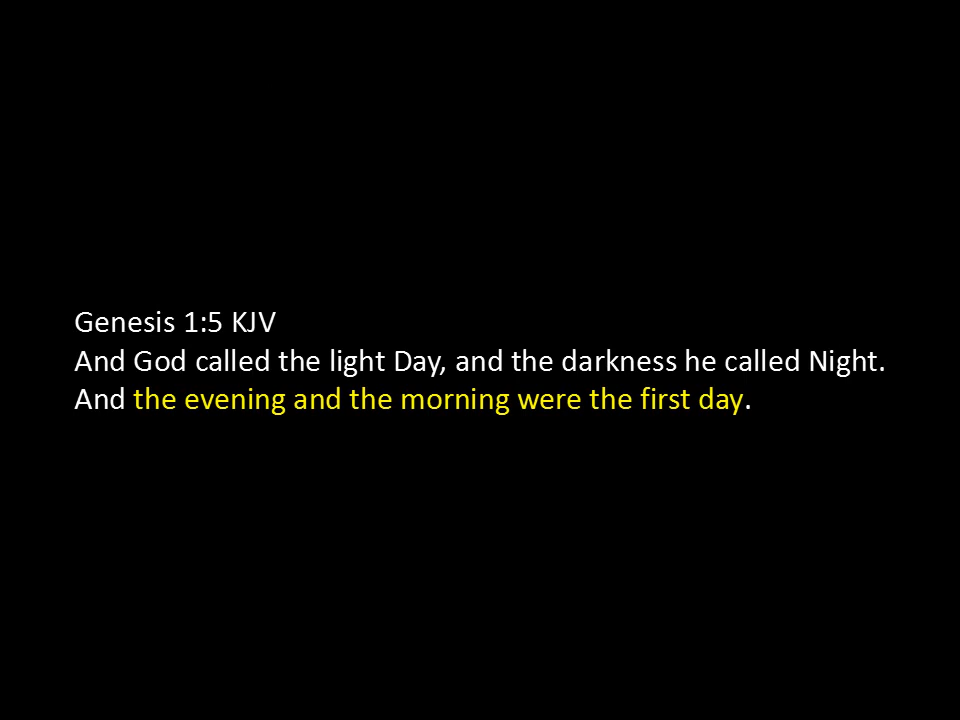 Genesis 1:5 KJV
And God called the light Day, and the darkness he called Night.
And the evening and the morning were the first day.